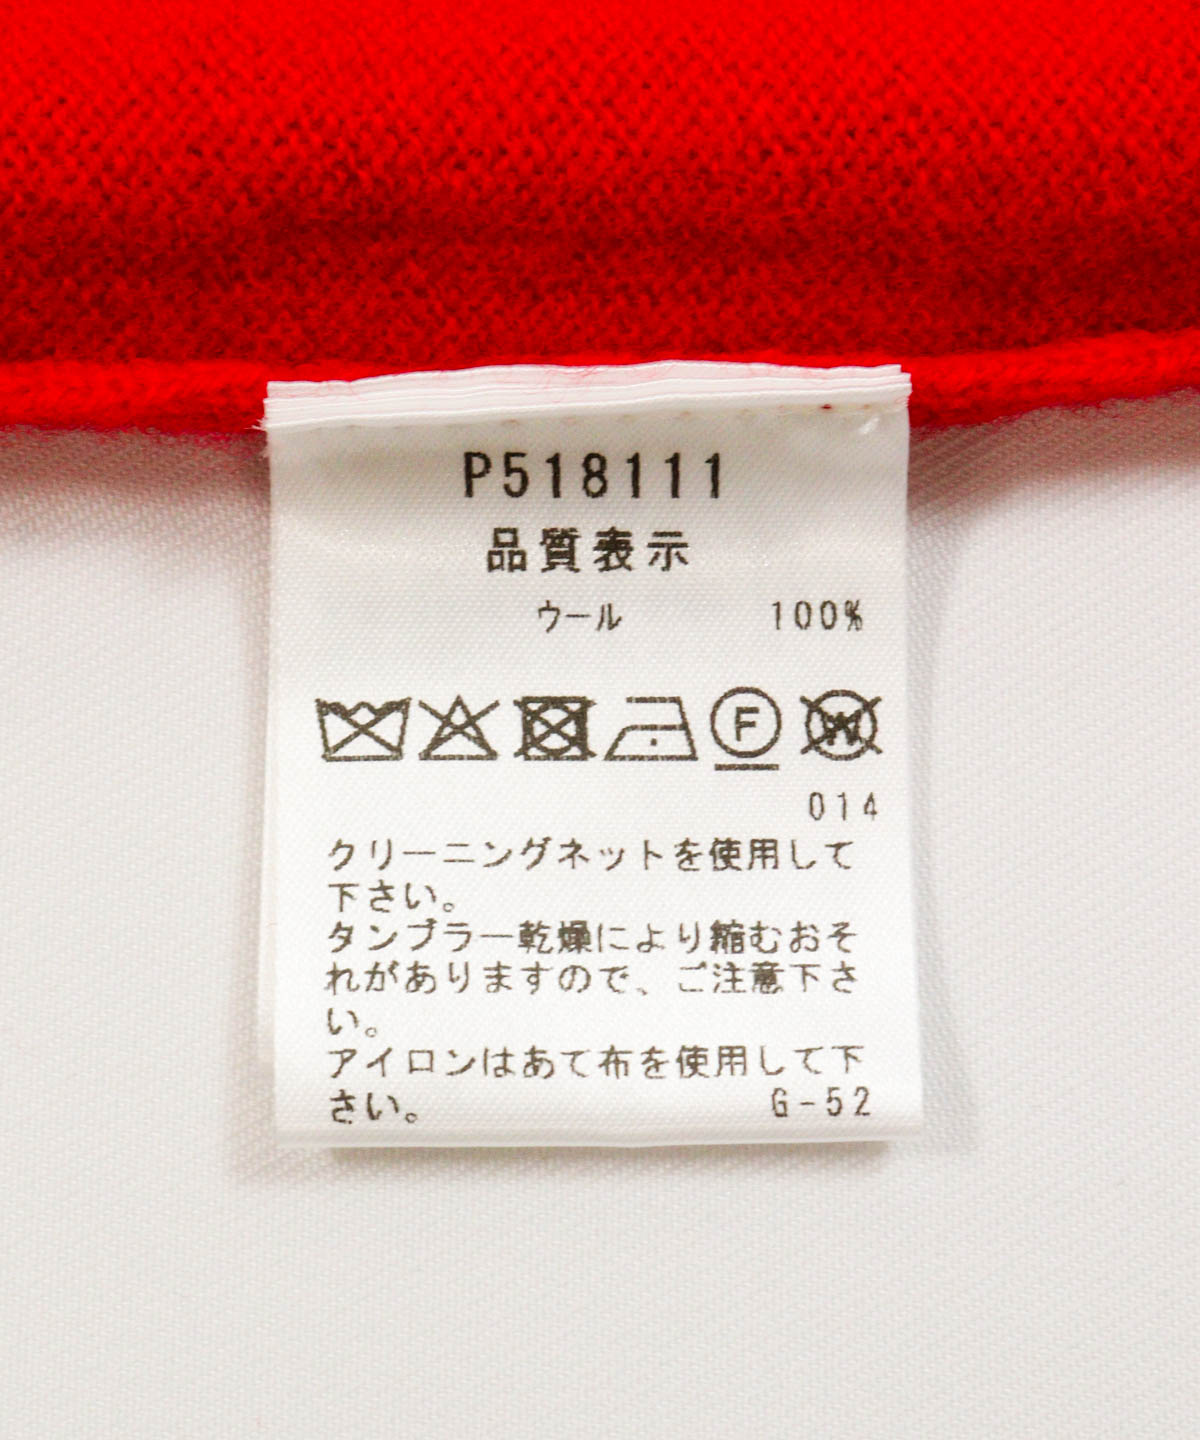 P518111
品質表示
ウール 100%
F W
014
クリーニングネットを使用して
下さい。
タンブラー乾燥により縮むおそ
れがありますので、ご注意下さ
い。
アイロンはあて布を使用して下
さい。 G-52